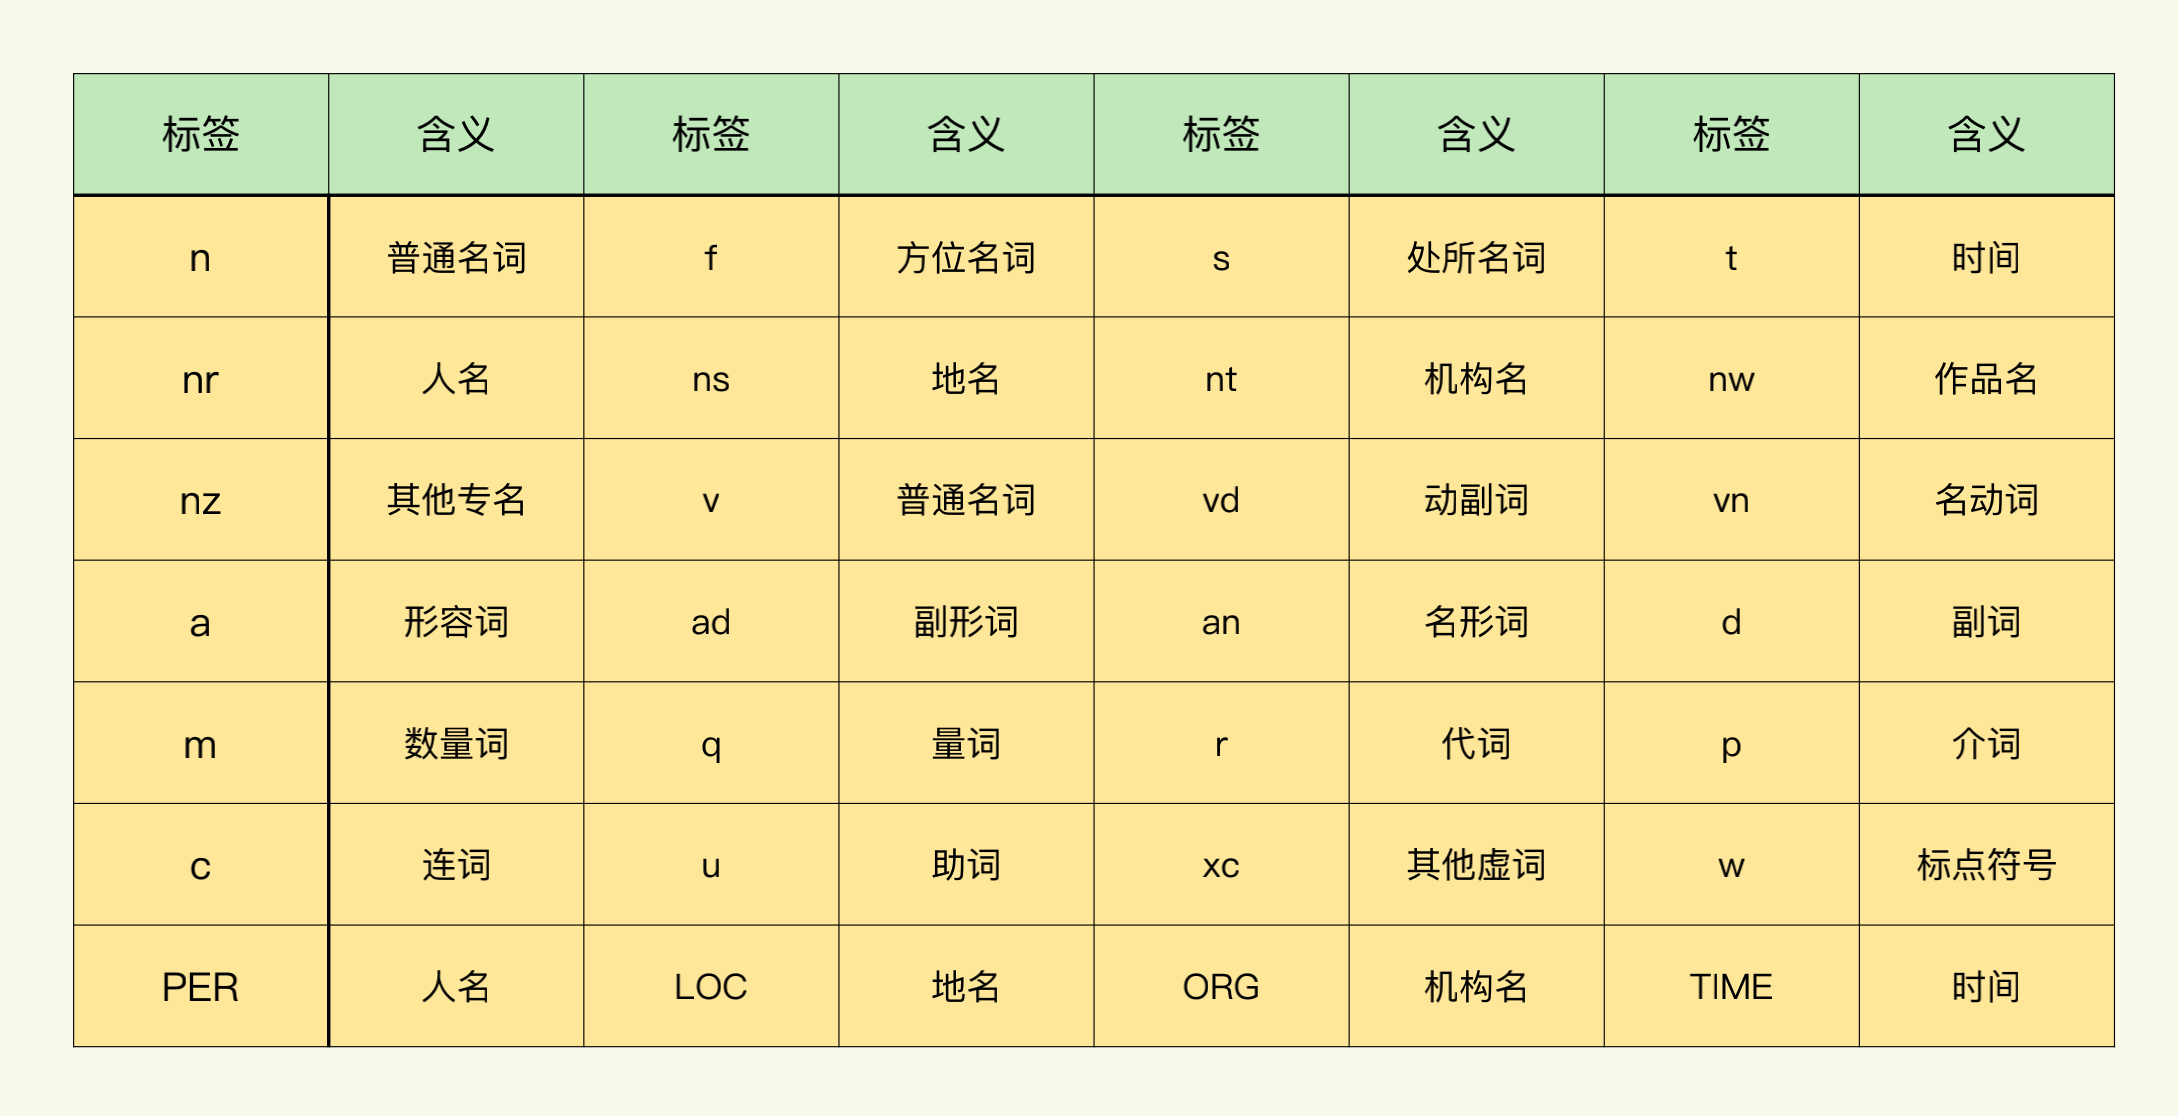 标签 含义 标签 含义 标签 含义 标签 含义
n 普通名词 f 方位名词 s 处所名词 t 时间
nr 人名 ns 地名 nt 机构名 nw 作品名
nz 其他专名 v 普通名词 vd 动副词 vn 名动词
a 形容词 ad 副形词 an 名形词 d 副词
m 数量词 q 量词 r 代词 p 介词
c 连词 u 助词 xc 其他虚词 w 标点符号
PER 人名 LOC 地名 ORG 机构名 TIME 时间